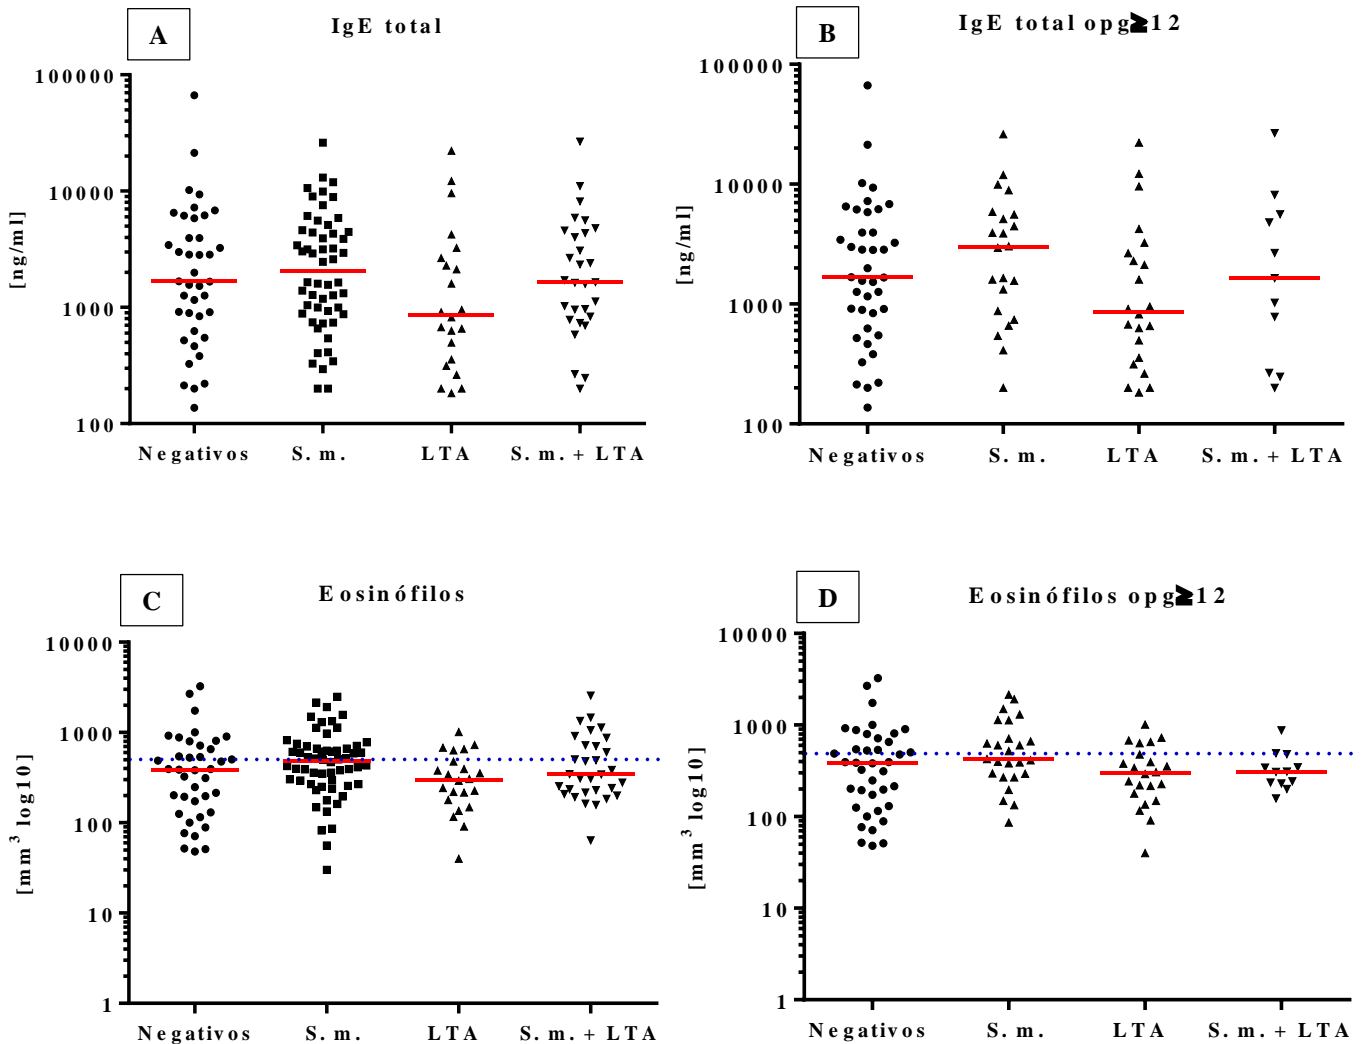 A
IgE total
100000
10000
1000
100
[ng/ml]
Negativos S. m. LTA S. m. + LTA
B
IgE total opg≥12
100000
10000
1000
100
[ng/ml]
Negativos S. m. LTA S. m. + LTA
C
Eosinófilos
10000
1000
100
10
1
[mm³ log10]
Negativos S. m. LTA S. m. + LTA
D
Eosinófilos opg≥12
10000
1000
100
10
1
[mm³ log10]
Negativos S. m. LTA S. m. + LTA